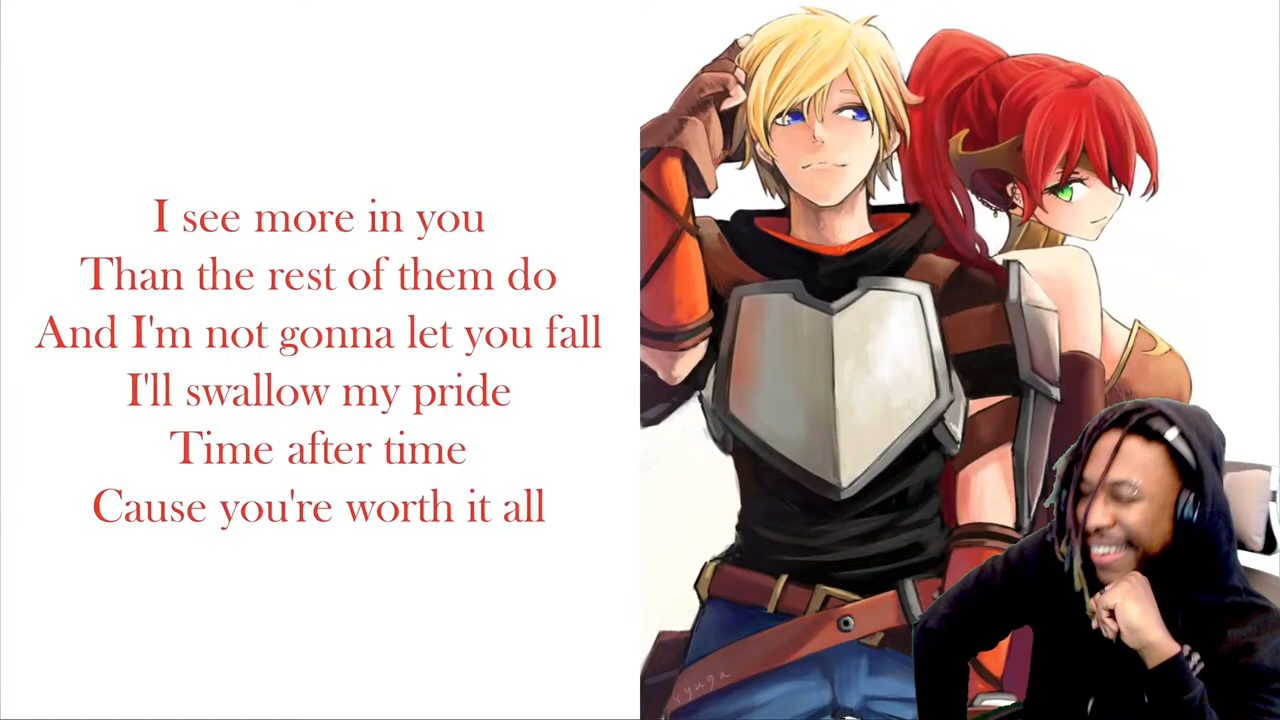 I see more in you
Than the rest of them do
And I'm not gonna let you fall
I'll swallow my pride
Time after time
Cause you're worth it all